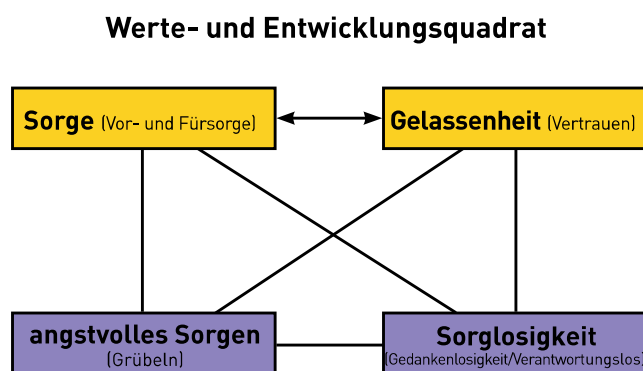 Werte- und Entwicklungsquadrat
Sorge (Vor- und Fürsorge)
Gelassenheit (Vertrauen)
angstvolles Sorgen
(Grübeln)
Sorglosigkeit
(Gedankenlosigkeit/Verantwortungslos)